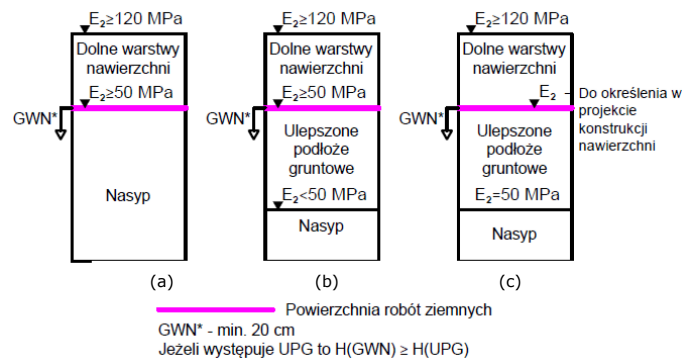 E₂≥120 MPa
Dolne warstwy
nawierzchni
E₂≥50 MPa
GWN*
Nasyp
(a)
E₂≥120 MPa
Dolne warstwy
nawierzchni
E₂≥50 MPa
GWN*
Ulepszone
podłoże
gruntowe
E₂<50 MPa
Nasyp
(b)
E₂≥120 MPa
Dolne warstwy
nawierzchni
E₂ – Do określenia w
projekcie
konstrukcji
nawierzchni
GWN*
Ulepszone
podłoże
gruntowe
E₂=50 MPa
Nasyp
(c)
Powierzchnia robót ziemnych
GWN* - min. 20 cm
Jeżeli występuje UPG to H(GWN) ≥ H(UPG)